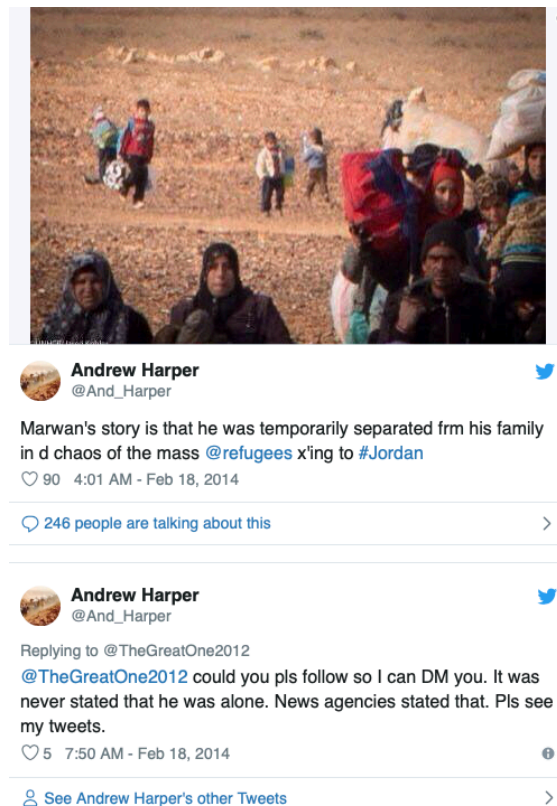 Andrew Harper
@And_Harper
Marwan's story is that he was temporarily separated frm his family
in d chaos of the mass @refugees x'ing to #Jordan
90 4:01 AM - Feb 18, 2014
246 people are talking about this
Andrew Harper
@And_Harper
Replying to @TheGreatOne2012
@TheGreatOne2012 could you pls follow so I can DM you. It was
never stated that he was alone. News agencies stated that. Pls see
my tweets.
5 7:50 AM - Feb 18, 2014
See Andrew Harper's other Tweets